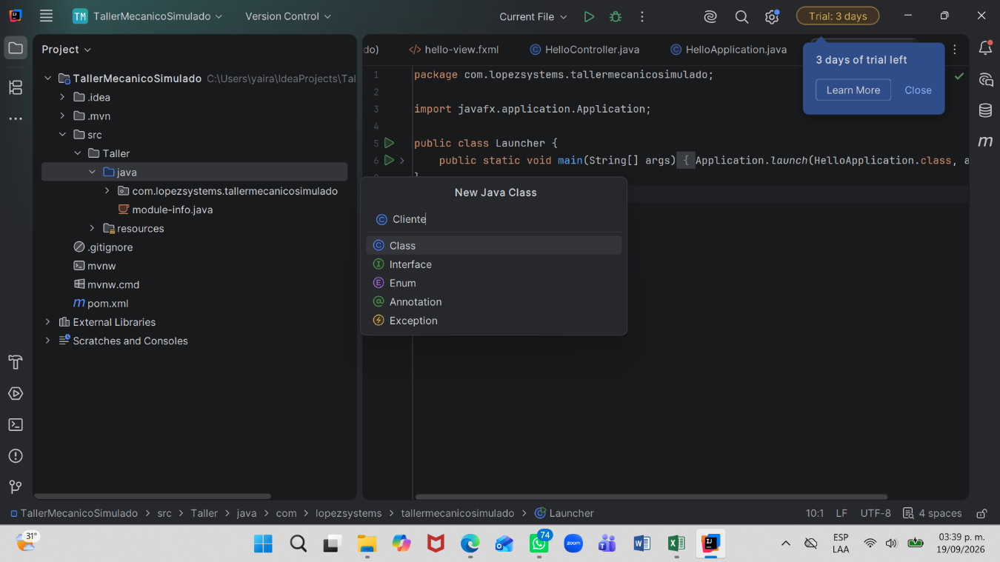 TM TallerMecanicoSimulado Version Control Current File Trial: 3 days
Project
TallerMecanicoSimulado C:\Users\yaira\IdeaProjects\Tal
.idea
.mvn
src
Taller
java
com.lopezsystems.tallermecanicosimulado
module-info.java
resources
.gitignore
mvnw
mvnw.cmd
m pom.xml
External Libraries
Scratches and Consoles
do) </> hello-view.fxml HelloController.java HelloApplication.java
1 package com.lopezsystems.tallermecanicosimulado;
2
3 import javafx.application.Application;
4
5 public class Launcher {
6 public static void main(String[] args) { Application.launch(HelloApplication.class, a
3 days of trial left
Learn More Close
New Java Class
Cliente
Class
Interface
Enum
Annotation
Exception
TallerMecanicoSimulado > src > Taller > java > com > lopezsystems > tallermecanicosimulado > Launcher 10:1 LF UTF-8 4 spaces
31°
74
zoom
ESP
LAA
03:39 p. m.
19/09/2026